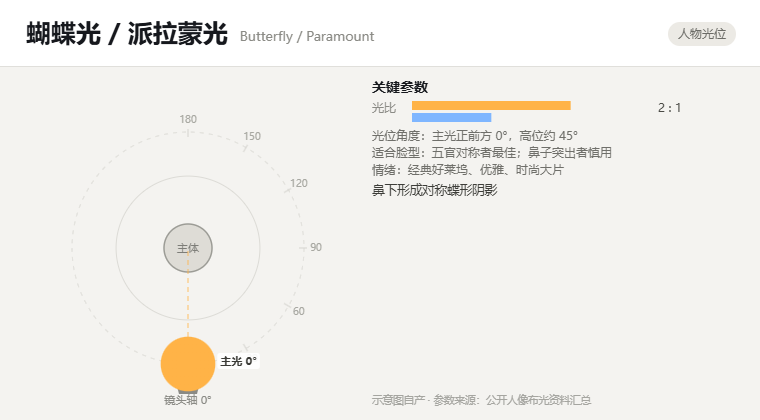 蝴蝶光 / 派拉蒙光 Butterfly / Paramount
人物光位
关键参数
光比 2 : 1
光位角度：主光正前方 0°，高位约 45°
适合脸型：五官对称者最佳；鼻子突出者慎用
情绪：经典好莱坞、优雅、时尚大片
鼻下形成对称蝶形阴影
180
150
120
90
60
主体
主光 0°
镜头轴 0°
示意图自产 · 参数来源：公开人像布光资料汇总